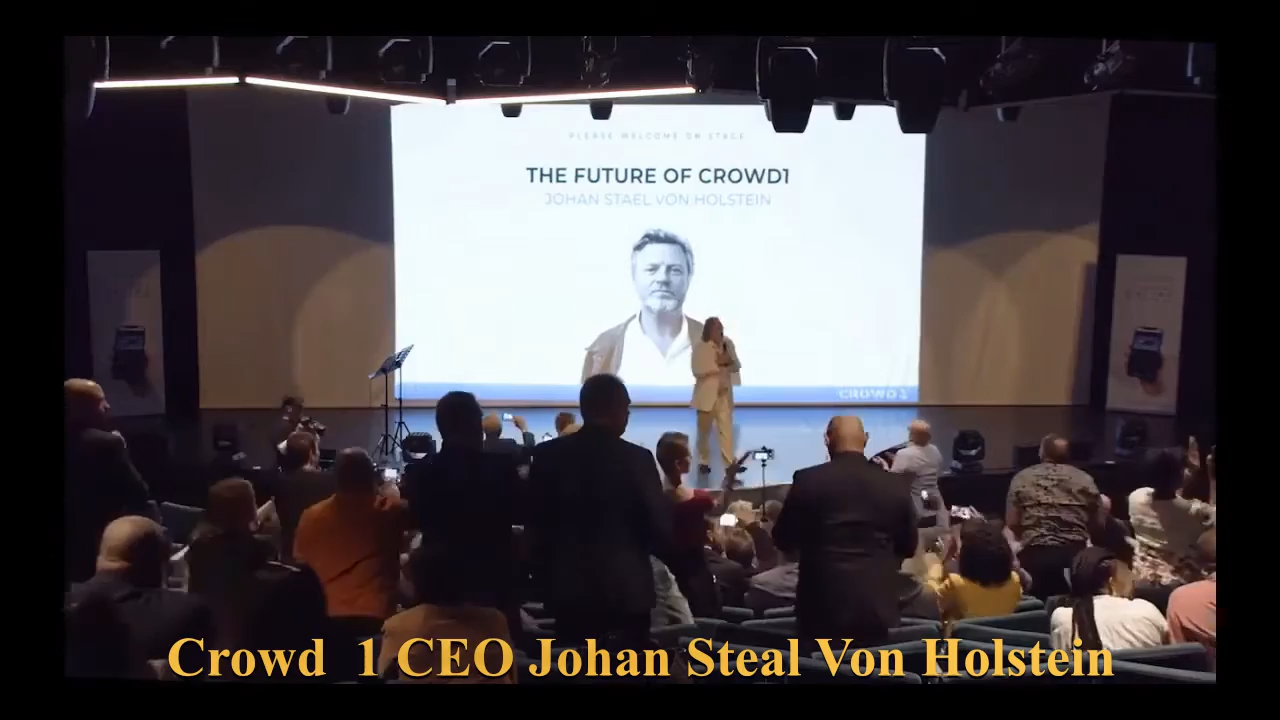 PLEASE WELCOME ON STAGE
THE FUTURE OF CROWD1
JOHAN STAEL VON HOLSTEIN
CROWD1
Crowd 1 CEO Johan Steal Von Holstein